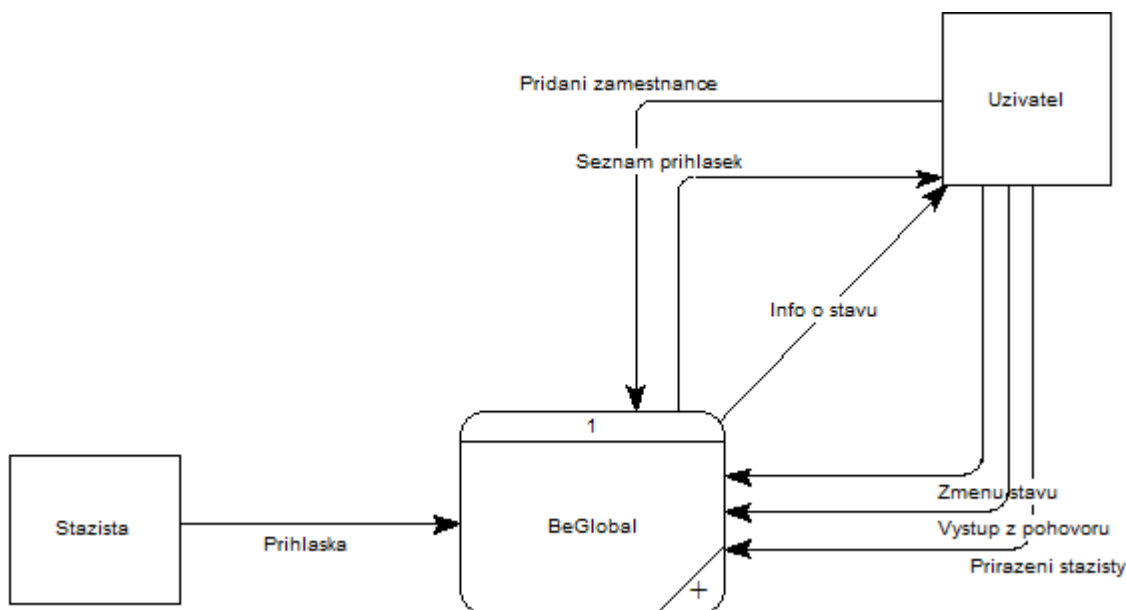 Pridani zamestnance
Uzivatel
Seznam prihlasek
Info o stavu
1
Zmenu stavu
Stazista
BeGlobal
Vystup z pohovoru
Prihlaska
Prirazeni stazisty
+